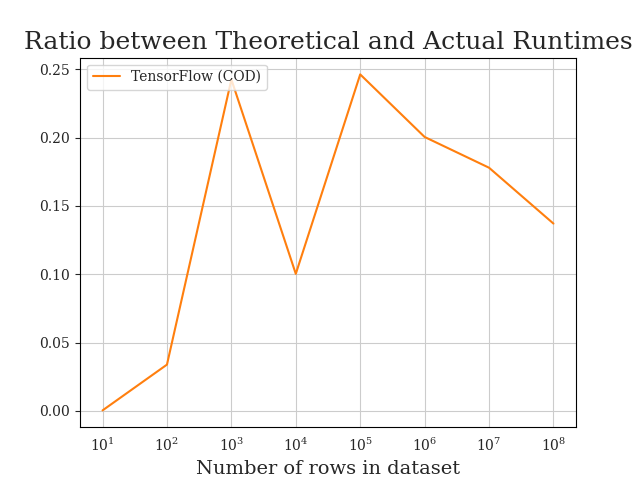 Ratio between Theoretical and Actual Runtimes
TensorFlow (COD)
0.25
0.20
0.15
0.10
0.05
0.00
10¹ 10² 10³ 10⁴ 10⁵ 10⁶ 10⁷ 10⁸
Number of rows in dataset